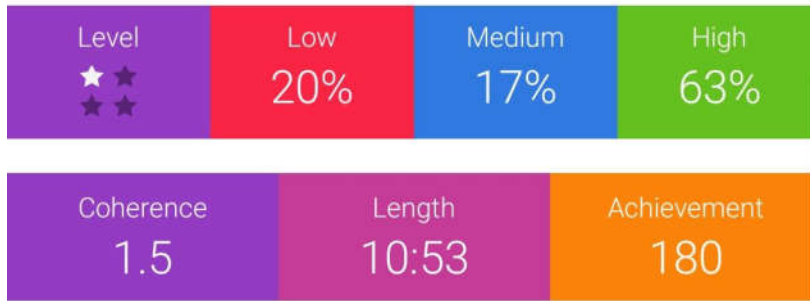 Level Low Medium High
20% 17% 63%
Coherence Length Achievement
1.5 10:53 180